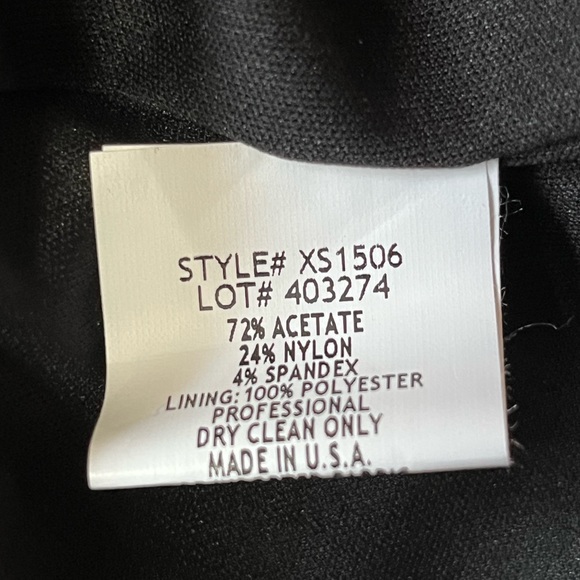 STYLE# XS1506
LOT# 403274
72% ACETATE
24% NYLON
4% SPANDEX
LINING: 100% POLYESTER
PROFESSIONAL
DRY CLEAN ONLY
MADE IN U.S.A.